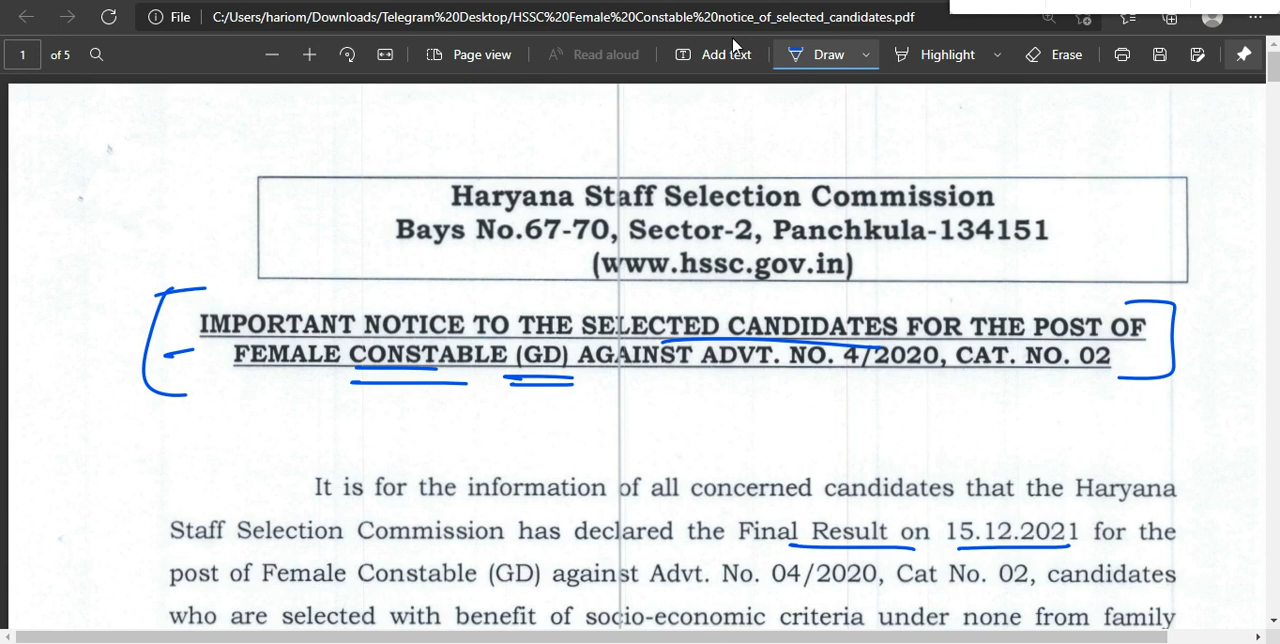 File
C:/Users/hariom/Downloads/Telegram%20Desktop/HSSC%20Female%20Constable%20notice_of_selected_candidates.pdf
1 of 5
Page view
Read aloud
Add text
Draw
Highlight
Erase
Haryana Staff Selection Commission
Bays No.67-70, Sector-2, Panchkula-134151
(www.hssc.gov.in)
IMPORTANT NOTICE TO THE SELECTED CANDIDATES FOR THE POST OF
FEMALE CONSTABLE (GD) AGAINST ADVT. NO. 4/2020, CAT. NO. 02
It is for the information of all concerned candidates that the Haryana
Staff Selection Commission has declared the Final Result on 15.12.2021 for the
post of Female Constable (GD) against Advt. No. 04/2020, Cat No. 02, candidates
who are selected with benefit of socio-economic criteria under none from family